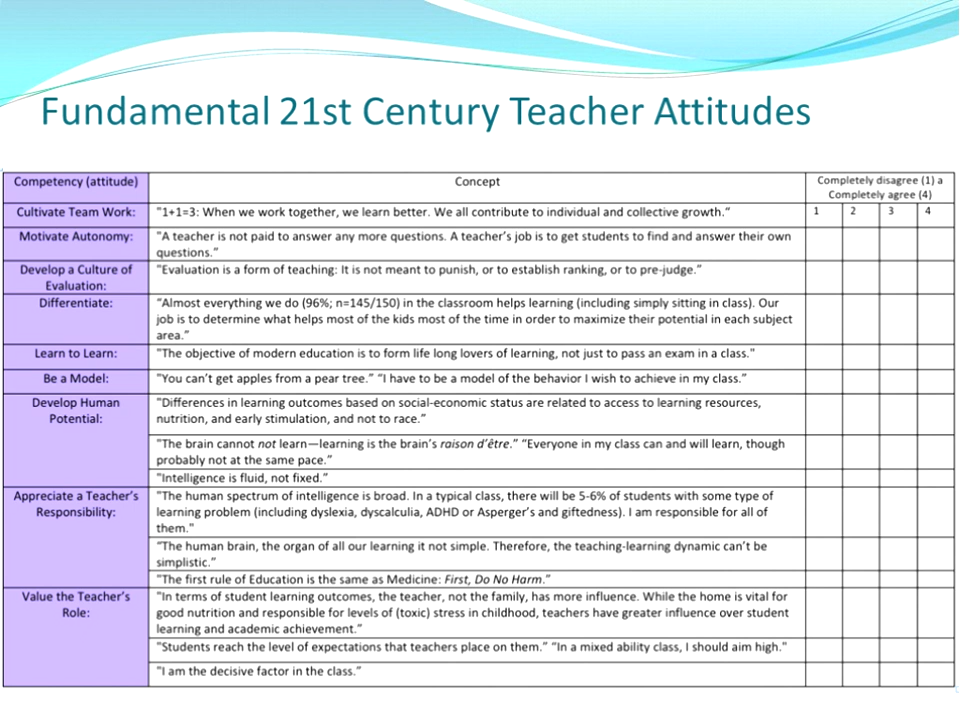 Fundamental 21st Century Teacher Attitudes
Competency (attitude)
Concept
Completely disagree (1) a
Completely agree (4)
Cultivate Team Work:
"1+1=3: When we work together, we learn better. We all contribute to individual and collective growth."
1 2 3 4
Motivate Autonomy:
"A teacher is not paid to answer any more questions. A teacher's job is to get students to find and answer their own
questions."
Develop a Culture of
Evaluation:
"Evaluation is a form of teaching: It is not meant to punish, or to establish ranking, or to pre-judge."
Differentiate:
"Almost everything we do (96%; n=145/150) in the classroom helps learning (including simply sitting in class). Our
job is to determine what helps most of the kids most of the time in order to maximize their potential in each subject
area."
Learn to Learn:
"The objective of modern education is to form life long lovers of learning, not just to pass an exam in a class."
Be a Model:
"You can't get apples from a pear tree." "I have to be a model of the behavior I wish to achieve in my class."
Develop Human
Potential:
"Differences in learning outcomes based on social-economic status are related to access to learning resources,
nutrition, and early stimulation, and not to race."
"The brain cannot not learn—learning is the brain's raison d'être." "Everyone in my class can and will learn, though
probably not at the same pace."
"Intelligence is fluid, not fixed."
Appreciate a Teacher's
Responsibility:
"The human spectrum of intelligence is broad. In a typical class, there will be 5-6% of students with some type of
learning problem (including dyslexia, dyscalculia, ADHD or Asperger's and giftedness). I am responsible for all of
them."
"The human brain, the organ of all our learning it not simple. Therefore, the teaching-learning dynamic can't be
simplistic."
"The first rule of Education is the same as Medicine: First, Do No Harm."
Value the Teacher's
Role:
"In terms of student learning outcomes, the teacher, not the family, has more influence. While the home is vital for
good nutrition and responsible for levels of (toxic) stress in childhood, teachers have greater influence over student
learning and academic achievement."
"Students reach the level of expectations that teachers place on them." "In a mixed ability class, I should aim high."
"I am the decisive factor in the class."